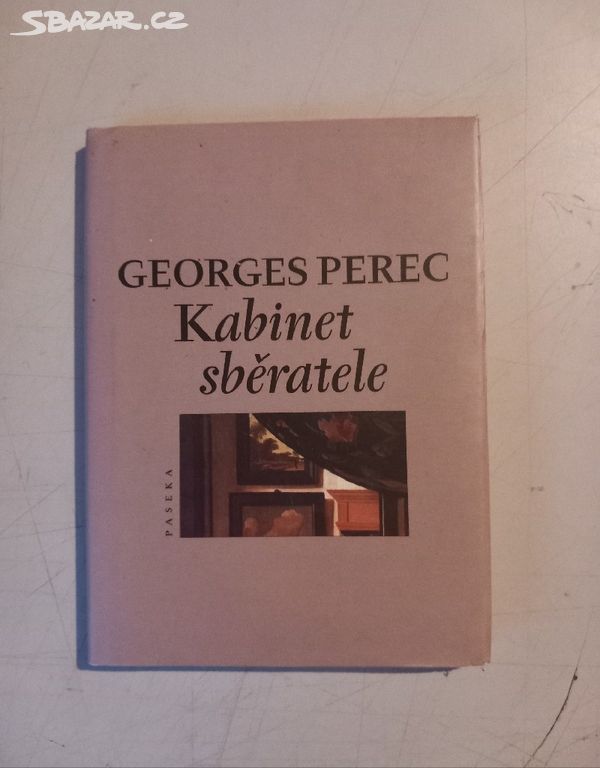 SBAZAR.CZ
GEORGES PEREC
Kabinet
sběratele
PASEKA